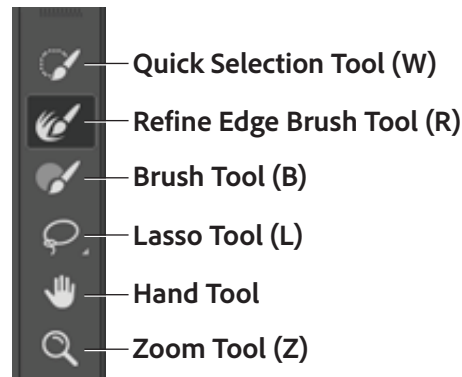 Quick Selection Tool (W)
Refine Edge Brush Tool (R)
Brush Tool (B)
Lasso Tool (L)
Hand Tool
Zoom Tool (Z)